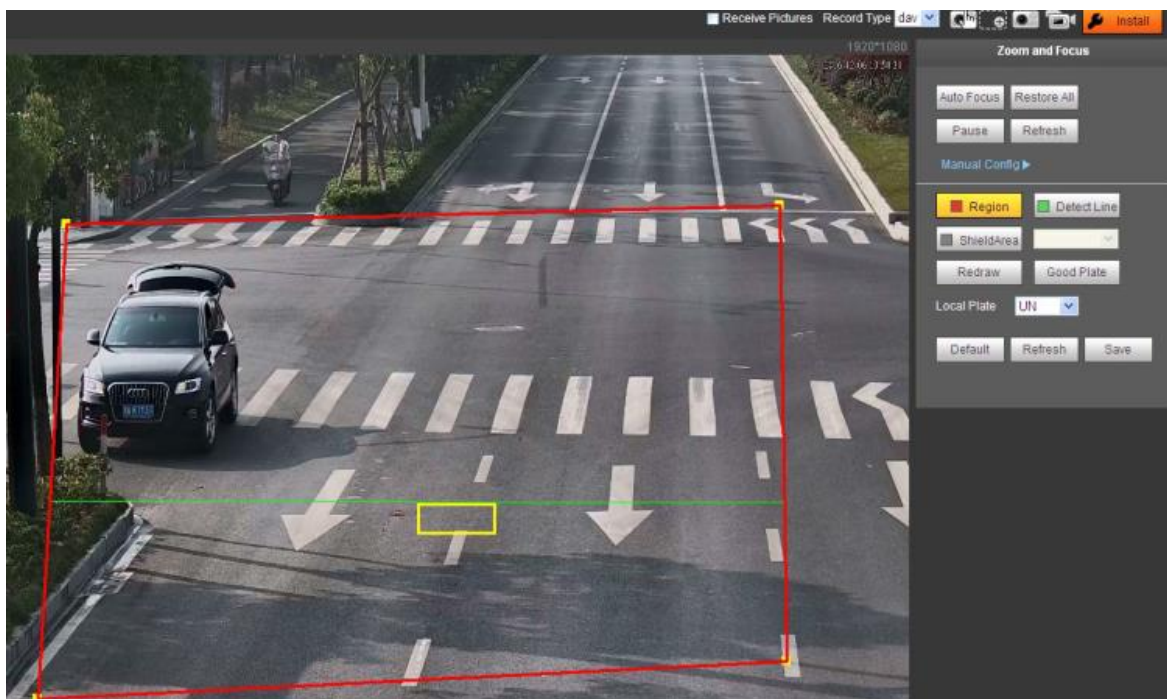 Receive Pictures Record Type dav Install
1920*1080
Zoom and Focus
Auto Focus Restore All
Pause Refresh
Manual Config
Region Detect Line
ShieldArea
Redraw Good Plate
Local Plate UN
Default Refresh Save